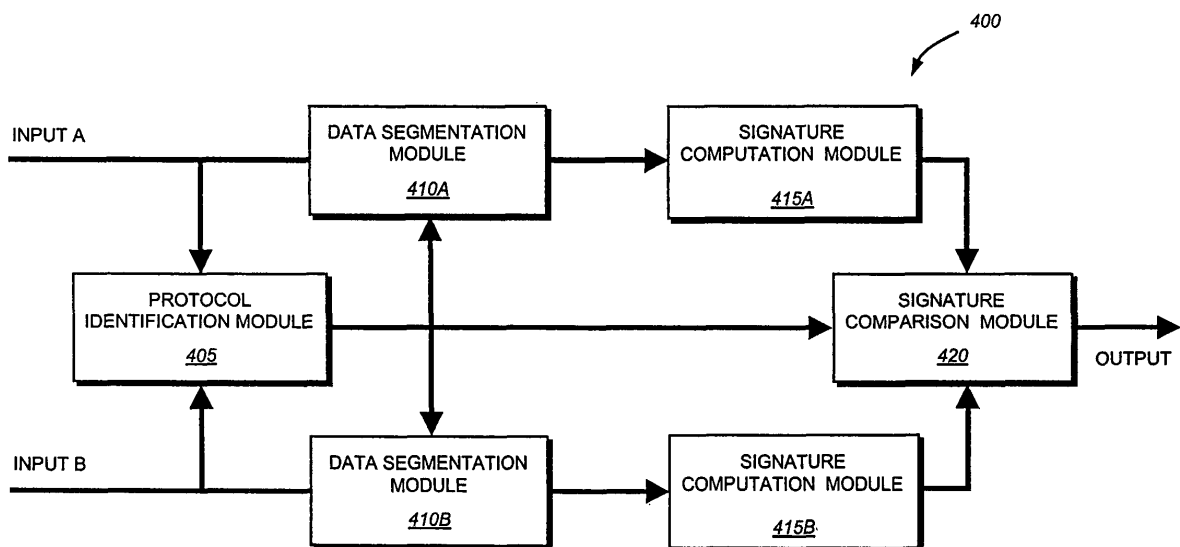 400
INPUT A
DATA SEGMENTATION
MODULE
410A
SIGNATURE
COMPUTATION MODULE
415A
PROTOCOL
IDENTIFICATION MODULE
405
SIGNATURE
COMPARISON MODULE
420
OUTPUT
INPUT B
DATA SEGMENTATION
MODULE
410B
SIGNATURE
COMPUTATION MODULE
415B